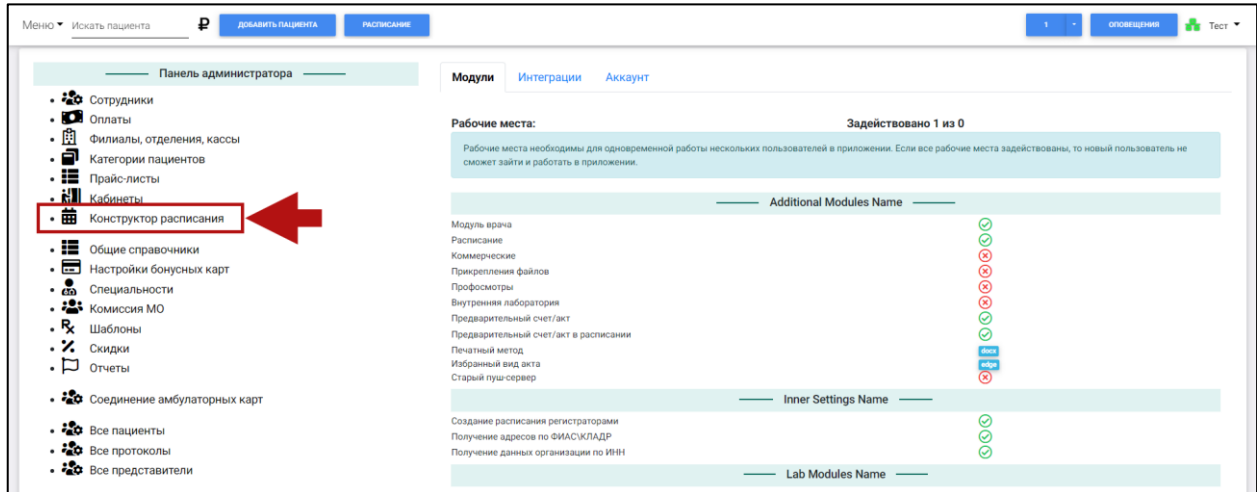 Меню Искать пациента ₽ ДОБАВИТЬ ПАЦИЕНТА РАСПИСАНИЕ 1 ОПОВЕЩЕНИЯ Тест
Панель администратора
Сотрудники
Оплаты
Филиалы, отделения, кассы
Категории пациентов
Прайс-листы
Кабинеты
Конструктор расписания
Общие справочники
Настройки бонусных карт
Специальности
Комиссия МО
Шаблоны
Скидки
Отчеты
Соединение амбулаторных карт
Все пациенты
Все протоколы
Все представители
Модули Интеграции Аккаунт
Рабочие места: Задействовано 1 из 0
Рабочие места необходимы для одновременной работы нескольких пользователей в приложении. Если все рабочие места задействованы, то новый пользователь не
сможет зайти и работать в приложении.
Additional Modules Name
Модуль врача
Расписание
Коммерческие
Прикрепления файлов
Профосмотры
Внутренняя лаборатория
Предварительный счет/акт
Предварительный счет/акт в расписании
Печатный метод docx
Избранный вид акта edge
Старый пуш-сервер
Inner Settings Name
Создание расписания регистраторами
Получение адресов по ФИАС\КЛАДР
Получение данных организации по ИНН
Lab Modules Name